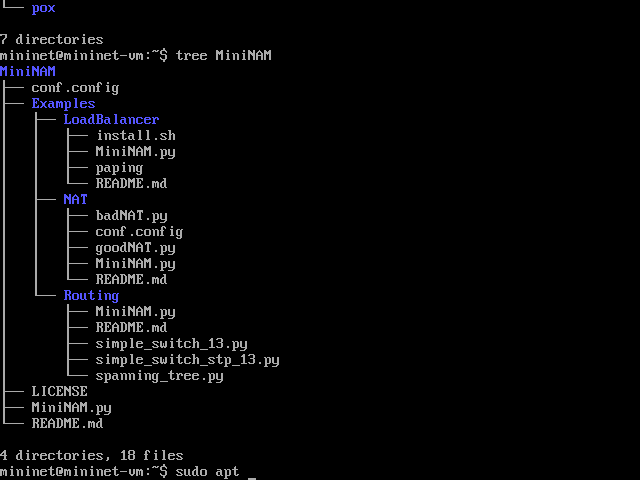 └── pox

7 directories
mininet@mininet-vm:~$ tree MiniNAM
MiniNAM
├── conf.config
├── Examples
│   ├── LoadBalancer
│   │   ├── install.sh
│   │   ├── MiniNAM.py
│   │   ├── paping
│   │   └── README.md
│   ├── NAT
│   │   ├── badNAT.py
│   │   ├── conf.config
│   │   ├── goodNAT.py
│   │   ├── MiniNAM.py
│   │   └── README.md
│   └── Routing
│       ├── MiniNAM.py
│       ├── README.md
│       ├── simple_switch_13.py
│       ├── simple_switch_stp_13.py
│       └── spanning_tree.py
├── LICENSE
├── MiniNAM.py
└── README.md

4 directories, 18 files
mininet@mininet-vm:~$ sudo apt _